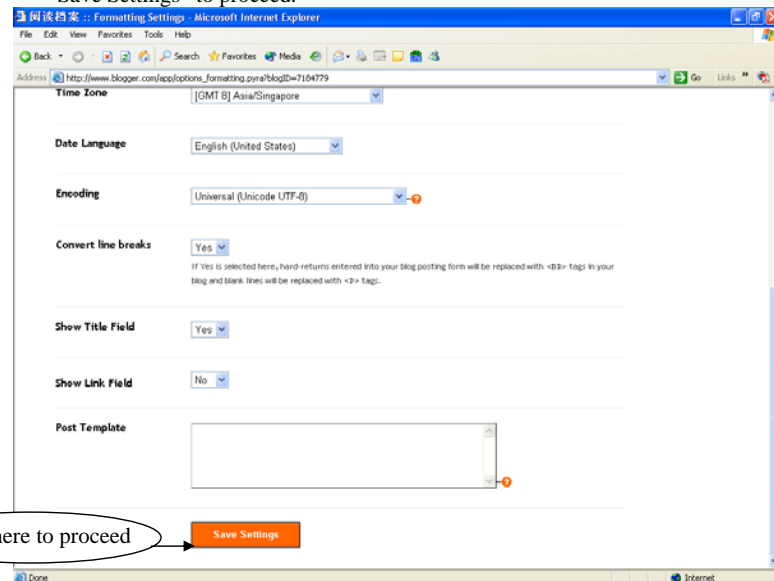 "Save Settings" to proceed.
阅读档案 :: Formatting Settings - Microsoft Internet Explorer
File Edit View Favorites Tools Help
Back Search Favorites Media
Address http://www.blogger.com/app/options_formatting.pyra?blogID=7184779 Go Links »
Time Zone [GMT 8] Asia/Singapore
Date Language English (United States)
Encoding Universal (Unicode UTF-8)
Convert line breaks Yes
If Yes is selected here, hard-returns entered into your blog posting form will be replaced with <BR> tags in your
blog and blank lines will be replaced with <P> tags.
Show Title Field Yes
Show Link Field No
Post Template
here to proceed Save Settings
Done Internet